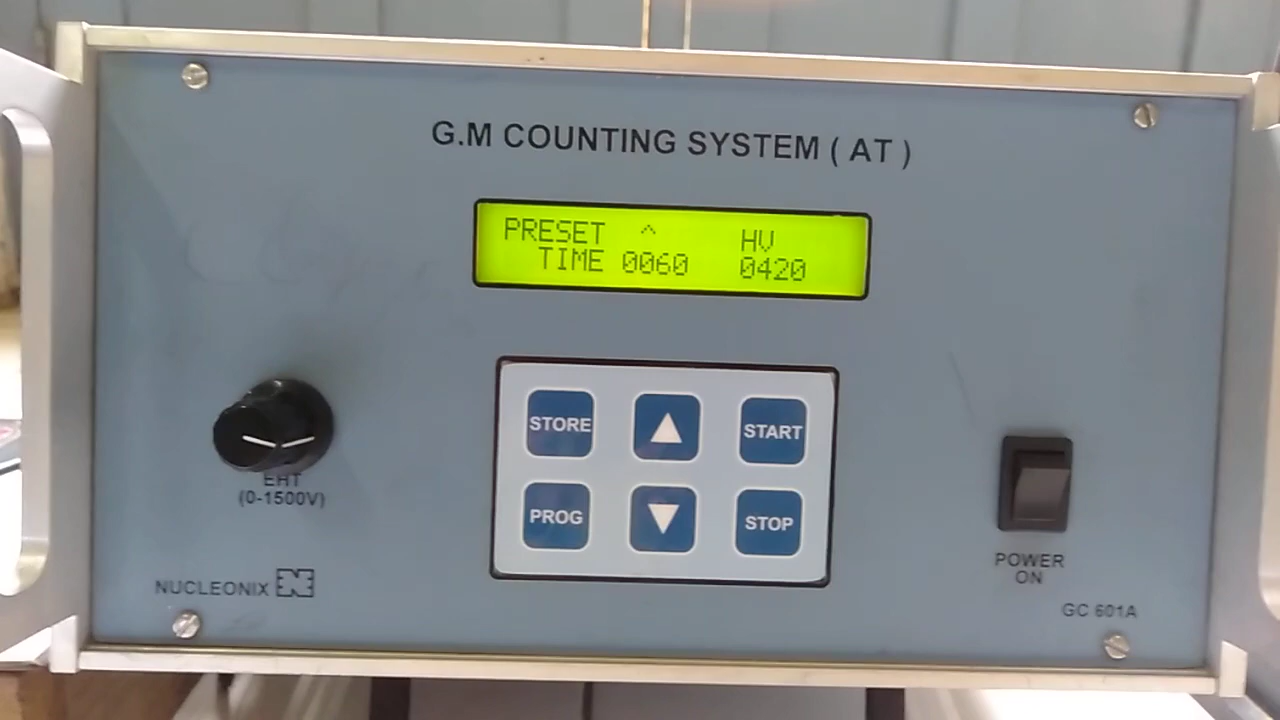 G.M COUNTING SYSTEM ( AT )
PRESET ^ HV
TIME 0060 0420
STORE ▲ START
PROG ▼ STOP
EHT
(0-1500V)
POWER
ON
NUCLEONIX N
GC 601A